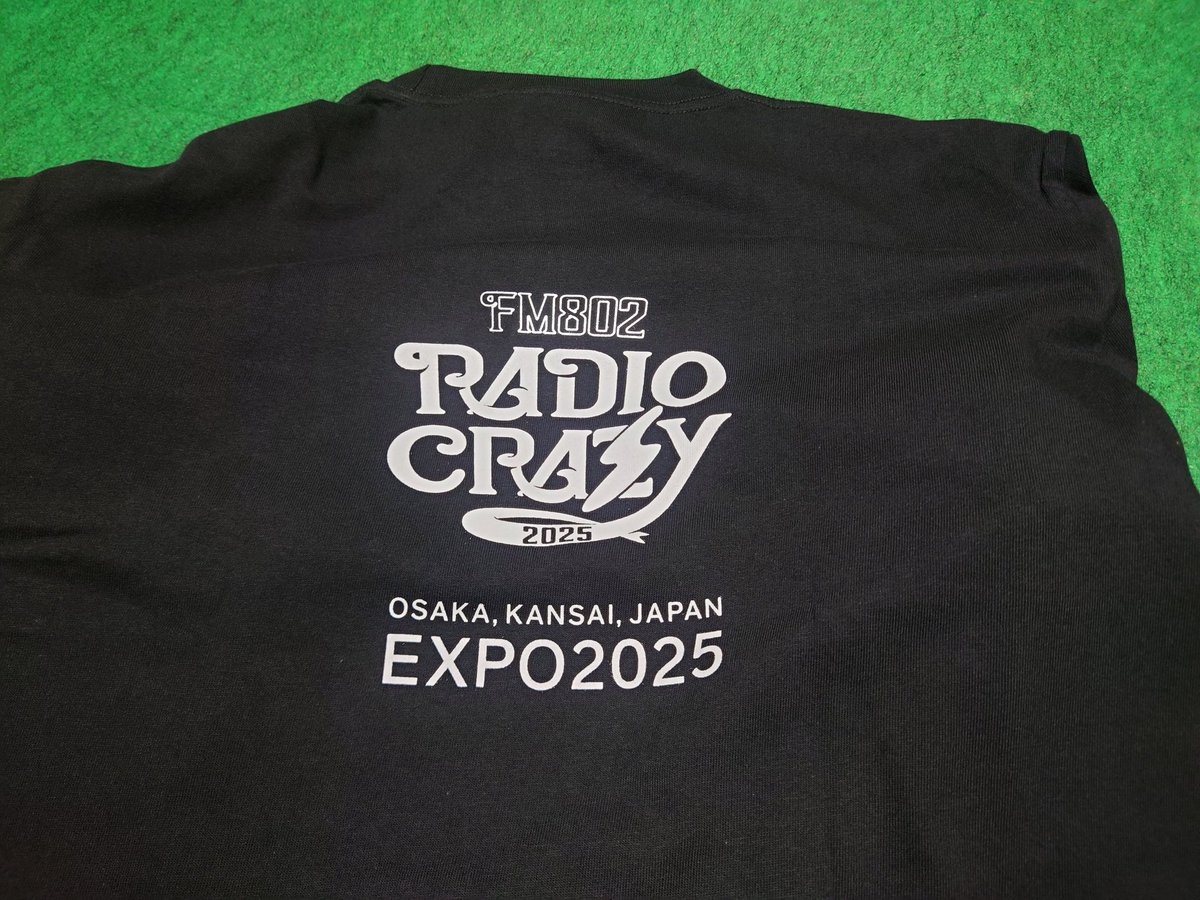 FM802
RADIO
CRAZY
2025
OSAKA, KANSAI, JAPAN
EXPO2025